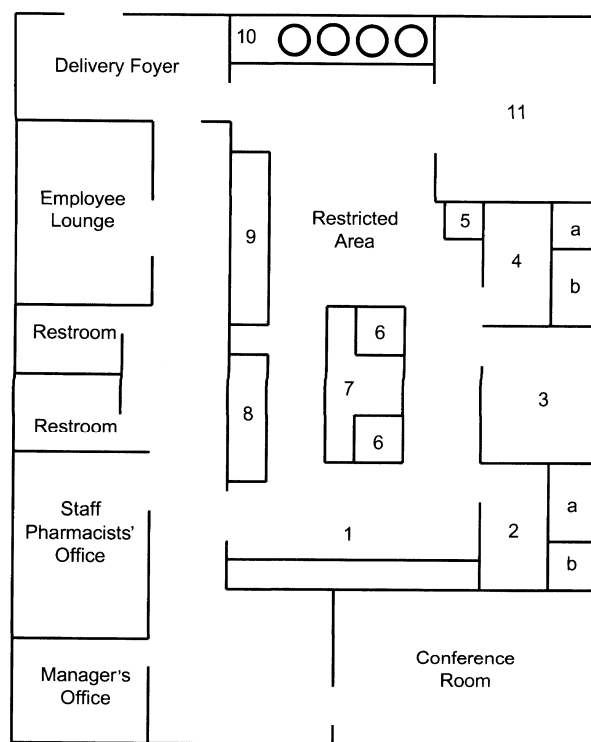 10
Delivery Foyer
11
Employee
Lounge
9
Restricted
Area
5
4
a
b
Restroom
6
7
3
8
6
Restroom
Staff
Pharmacists'
Office
1
2
a
b
Manager's
Office
Conference
Room